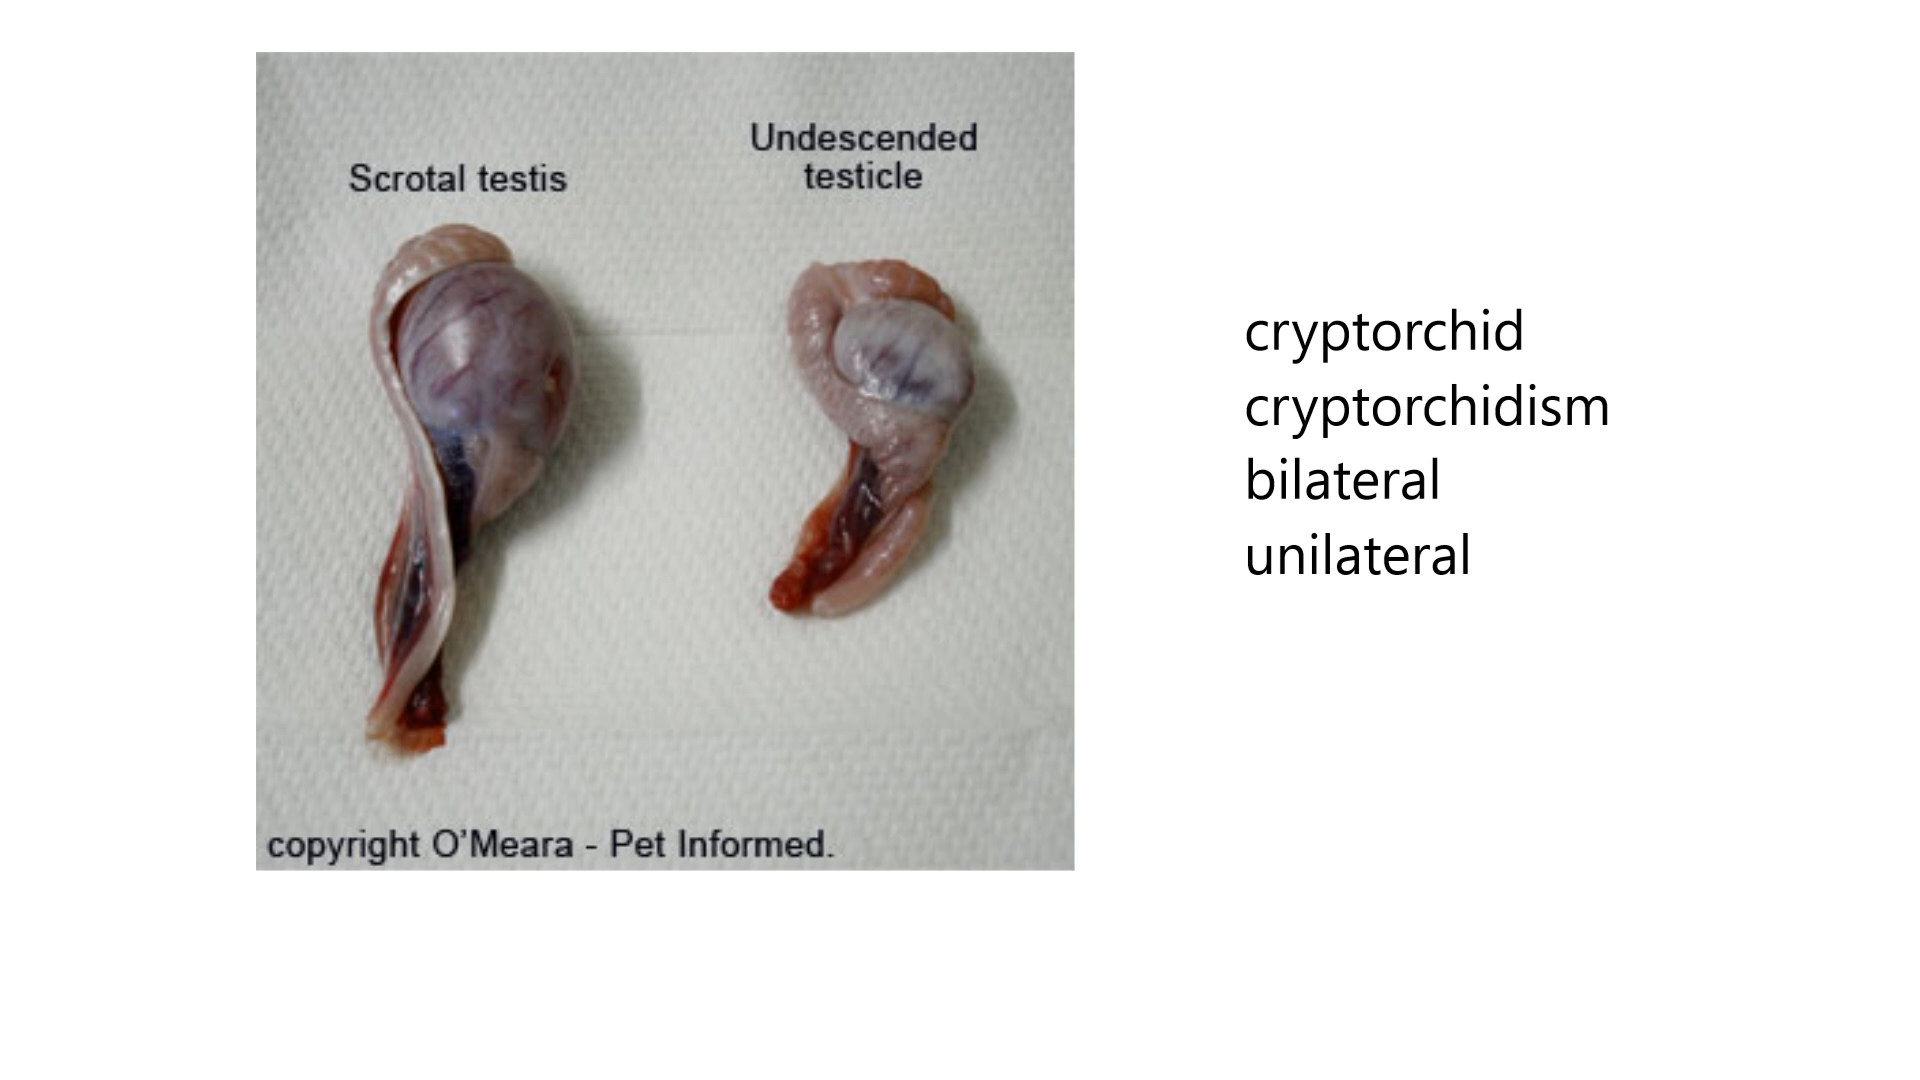 Scrotal testis
Undescended
testicle
copyright O'Meara - Pet Informed.
cryptorchid
cryptorchidism
bilateral
unilateral